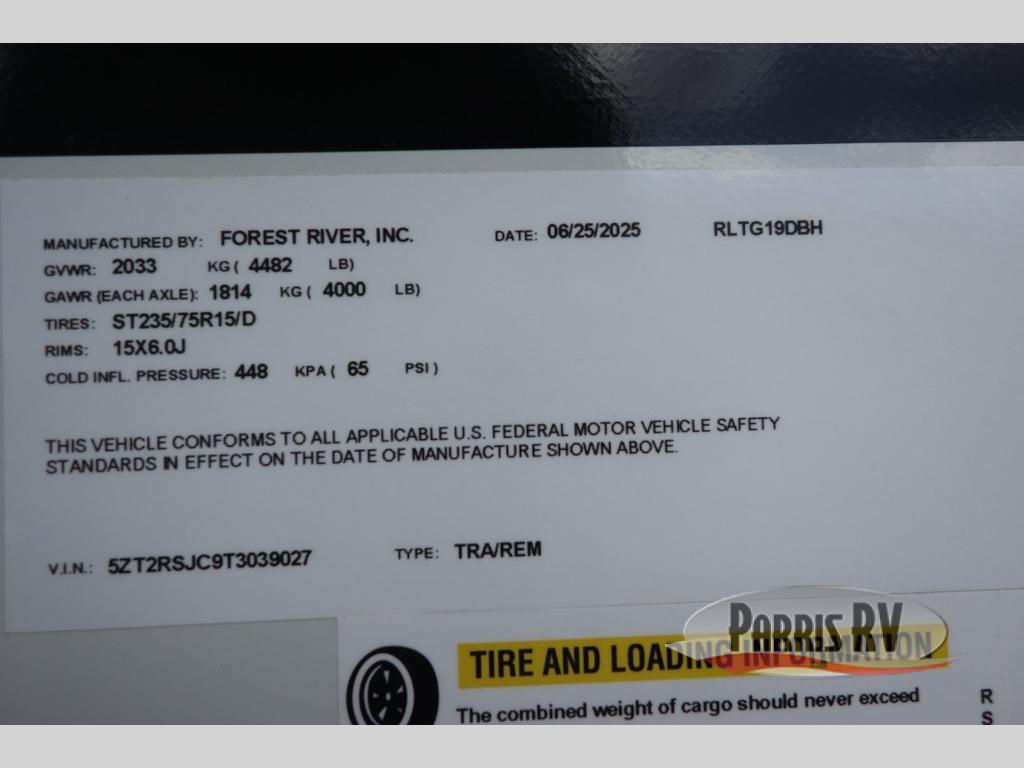 MANUFACTURED BY: FOREST RIVER, INC. DATE: 06/25/2025 RLTG19DBH
GVWR: 2033 KG ( 4482 LB)
GAWR (EACH AXLE): 1814 KG ( 4000 LB)
TIRES: ST235/75R15/D
RIMS: 15X6.0J
COLD INFL. PRESSURE: 448 KPA ( 65 PSI )
THIS VEHICLE CONFORMS TO ALL APPLICABLE U.S. FEDERAL MOTOR VEHICLE SAFETY
STANDARDS IN EFFECT ON THE DATE OF MANUFACTURE SHOWN ABOVE.
V.I.N.: 5ZT2RSJC9T3039027 TYPE: TRA/REM
PARRIS RV
TIRE AND LOADING INFORMATION
The combined weight of cargo should never exceed
R
S